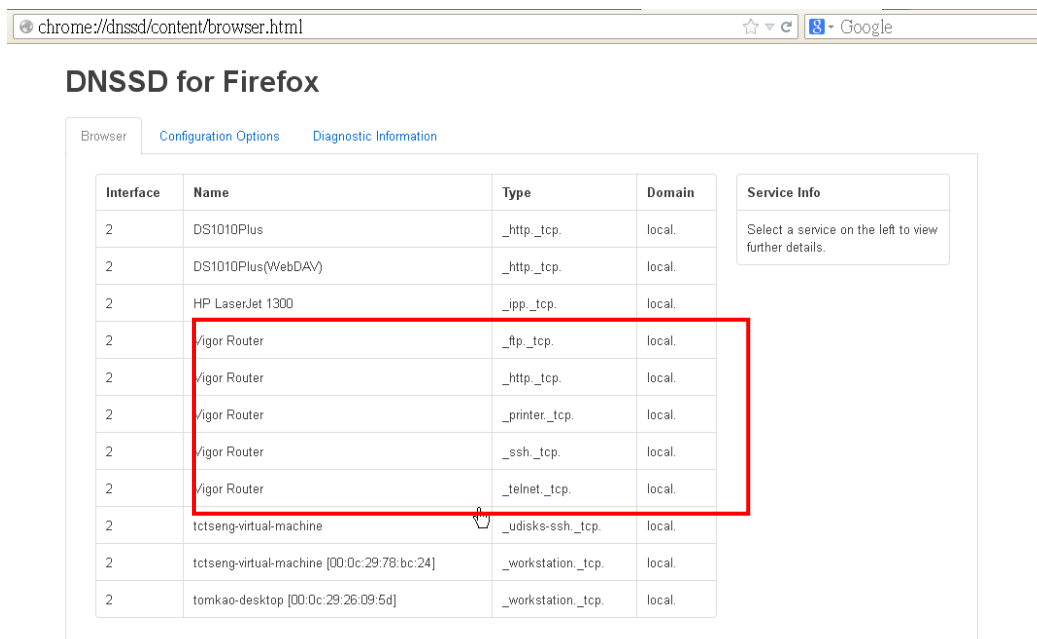 chrome://dnssd/content/browser.html
8 Google
DNSSD for Firefox
Browser Configuration Options Diagnostic Information
Interface Name Type Domain Service Info
2 DS1010Plus _http._tcp. local. Select a service on the left to view
further details.
2 DS1010Plus(WebDAV) _http._tcp. local.
2 HP LaserJet 1300 _ipp._tcp. local.
2 Vigor Router _ftp._tcp. local.
2 Vigor Router _http._tcp. local.
2 Vigor Router _printer._tcp. local.
2 Vigor Router _ssh._tcp. local.
2 Vigor Router _telnet._tcp. local.
2 tctseng-virtual-machine _udisks-ssh._tcp. local.
2 tctseng-virtual-machine [00:0c:29:78:bc:24] _workstation._tcp. local.
2 tomkao-desktop [00:0c:29:26:09:5d] _workstation._tcp. local.